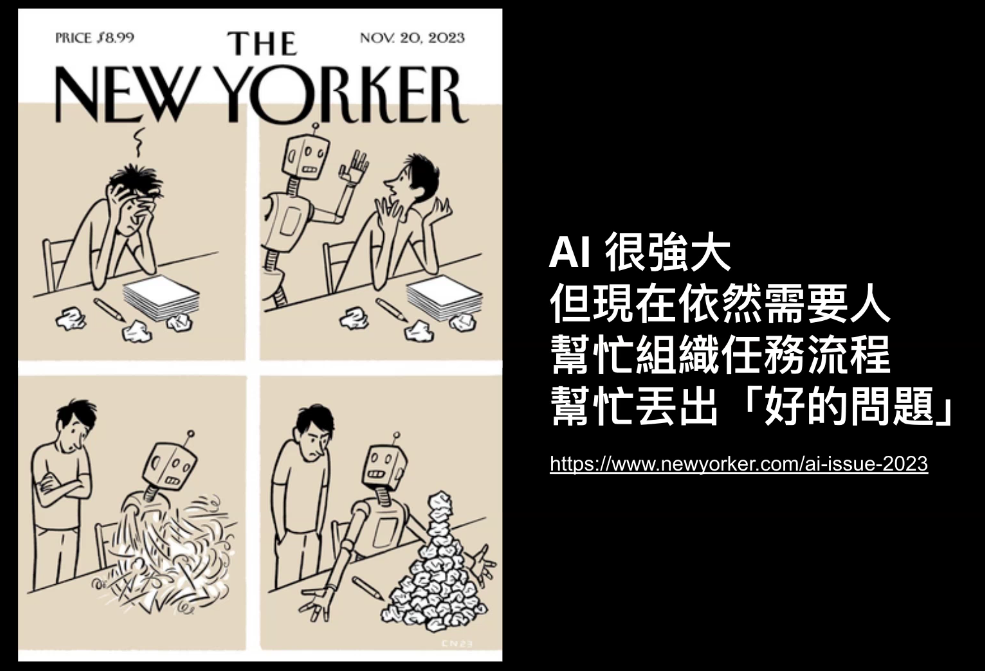 PRICE $8.99
THE
NOV. 20, 2023
NEW YORKER
CN23
AI 很強大
但現在依然需要人
幫忙組織任務流程
幫忙丟出「好的問題」
https://www.newyorker.com/ai-issue-2023